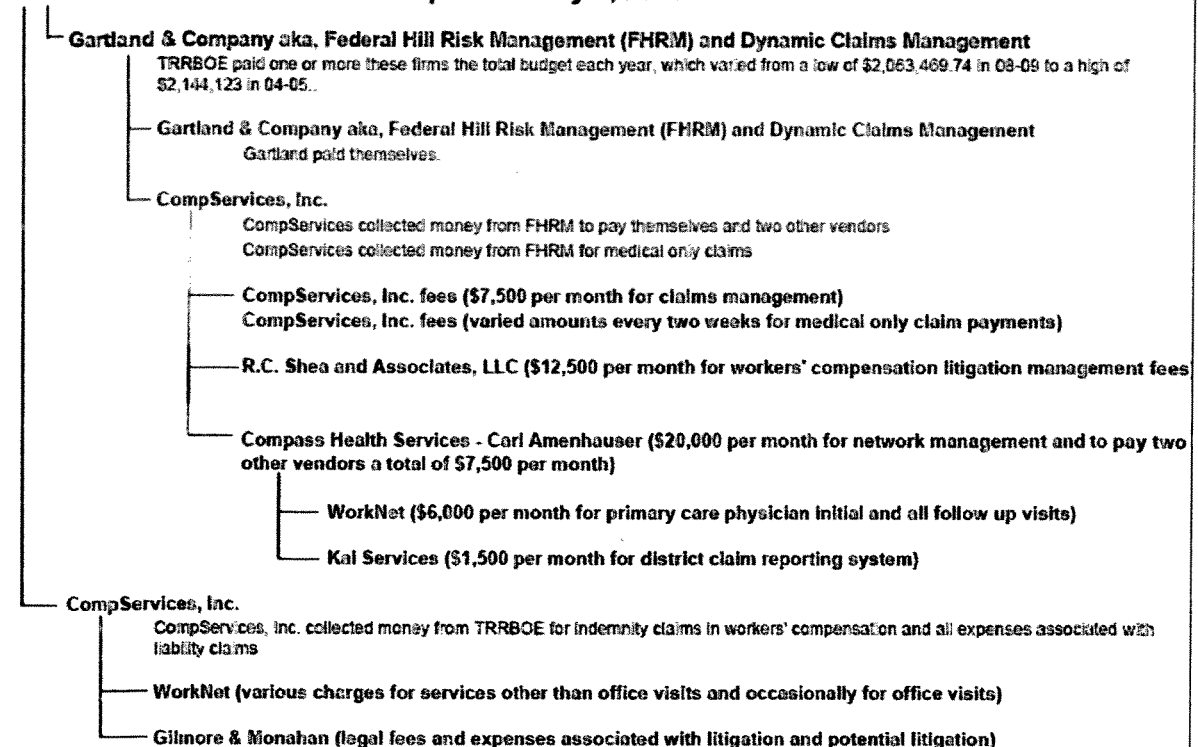 Gartland & Company aka, Federal Hill Risk Management (FHRM) and Dynamic Claims Management
TRRBOE paid one or more these firms the total budget each year, which varied from a low of $2,063,469.74 in 08-09 to a high of
$2,144,123 in 04-05..
Gartland & Company aka, Federal Hill Risk Management (FHRM) and Dynamic Claims Management
Gartland paid themselves.
CompServices, Inc.
CompServices collected money from FHRM to pay themselves and two other vendors
CompServices collected money from FHRM for medical only claims
CompServices, Inc. fees ($7,500 per month for claims management)
CompServices, Inc. fees (varied amounts every two weeks for medical only claim payments)
R.C. Shea and Associates, LLC ($12,500 per month for workers' compensation litigation management fees
Compass Health Services - Carl Amenhauser ($20,000 per month for network management and to pay two
other vendors a total of $7,500 per month)
WorkNet ($6,000 per month for primary care physician initial and all follow up visits)
Kal Services ($1,500 per month for district claim reporting system)
CompServices, Inc.
CompServices, Inc. collected money from TRRBOE for indemnity claims in workers' compensation and all expenses associated with
liability claims
WorkNet (various charges for services other than office visits and occasionally for office visits)
Gilmore & Monahan (legal fees and expenses associated with litigation and potential litigation)